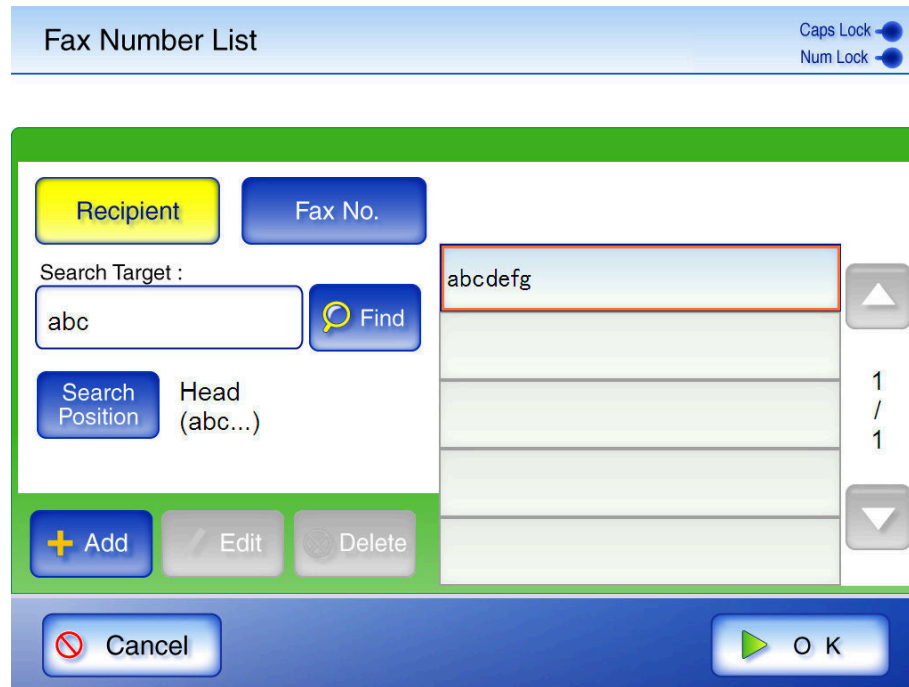 Fax Number List
Caps Lock
Num Lock
Recipient
Fax No.
Search Target :
abc
Find
Search
Position
Head
(abc...)
abcdefg
1
/
1
Add
Edit
Delete
Cancel
O K